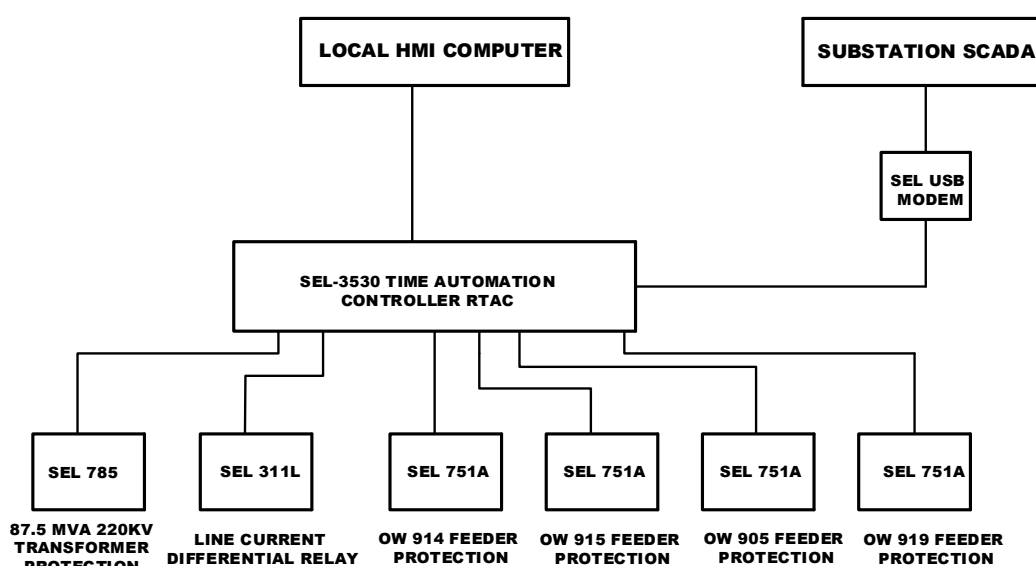 LOCAL HMI COMPUTER
SUBSTATION SCADA
SEL USB
MODEM
SEL-3530 TIME AUTOMATION
CONTROLLER RTAC
SEL 785
SEL 311L
SEL 751A
SEL 751A
SEL 751A
SEL 751A
87.5 MVA 220KV
TRANSFORMER
PROTECTION
LINE CURRENT
DIFFERENTIAL RELAY
OW 914 FEEDER
PROTECTION
OW 915 FEEDER
PROTECTION
OW 905 FEEDER
PROTECTION
OW 919 FEEDER
PROTECTION